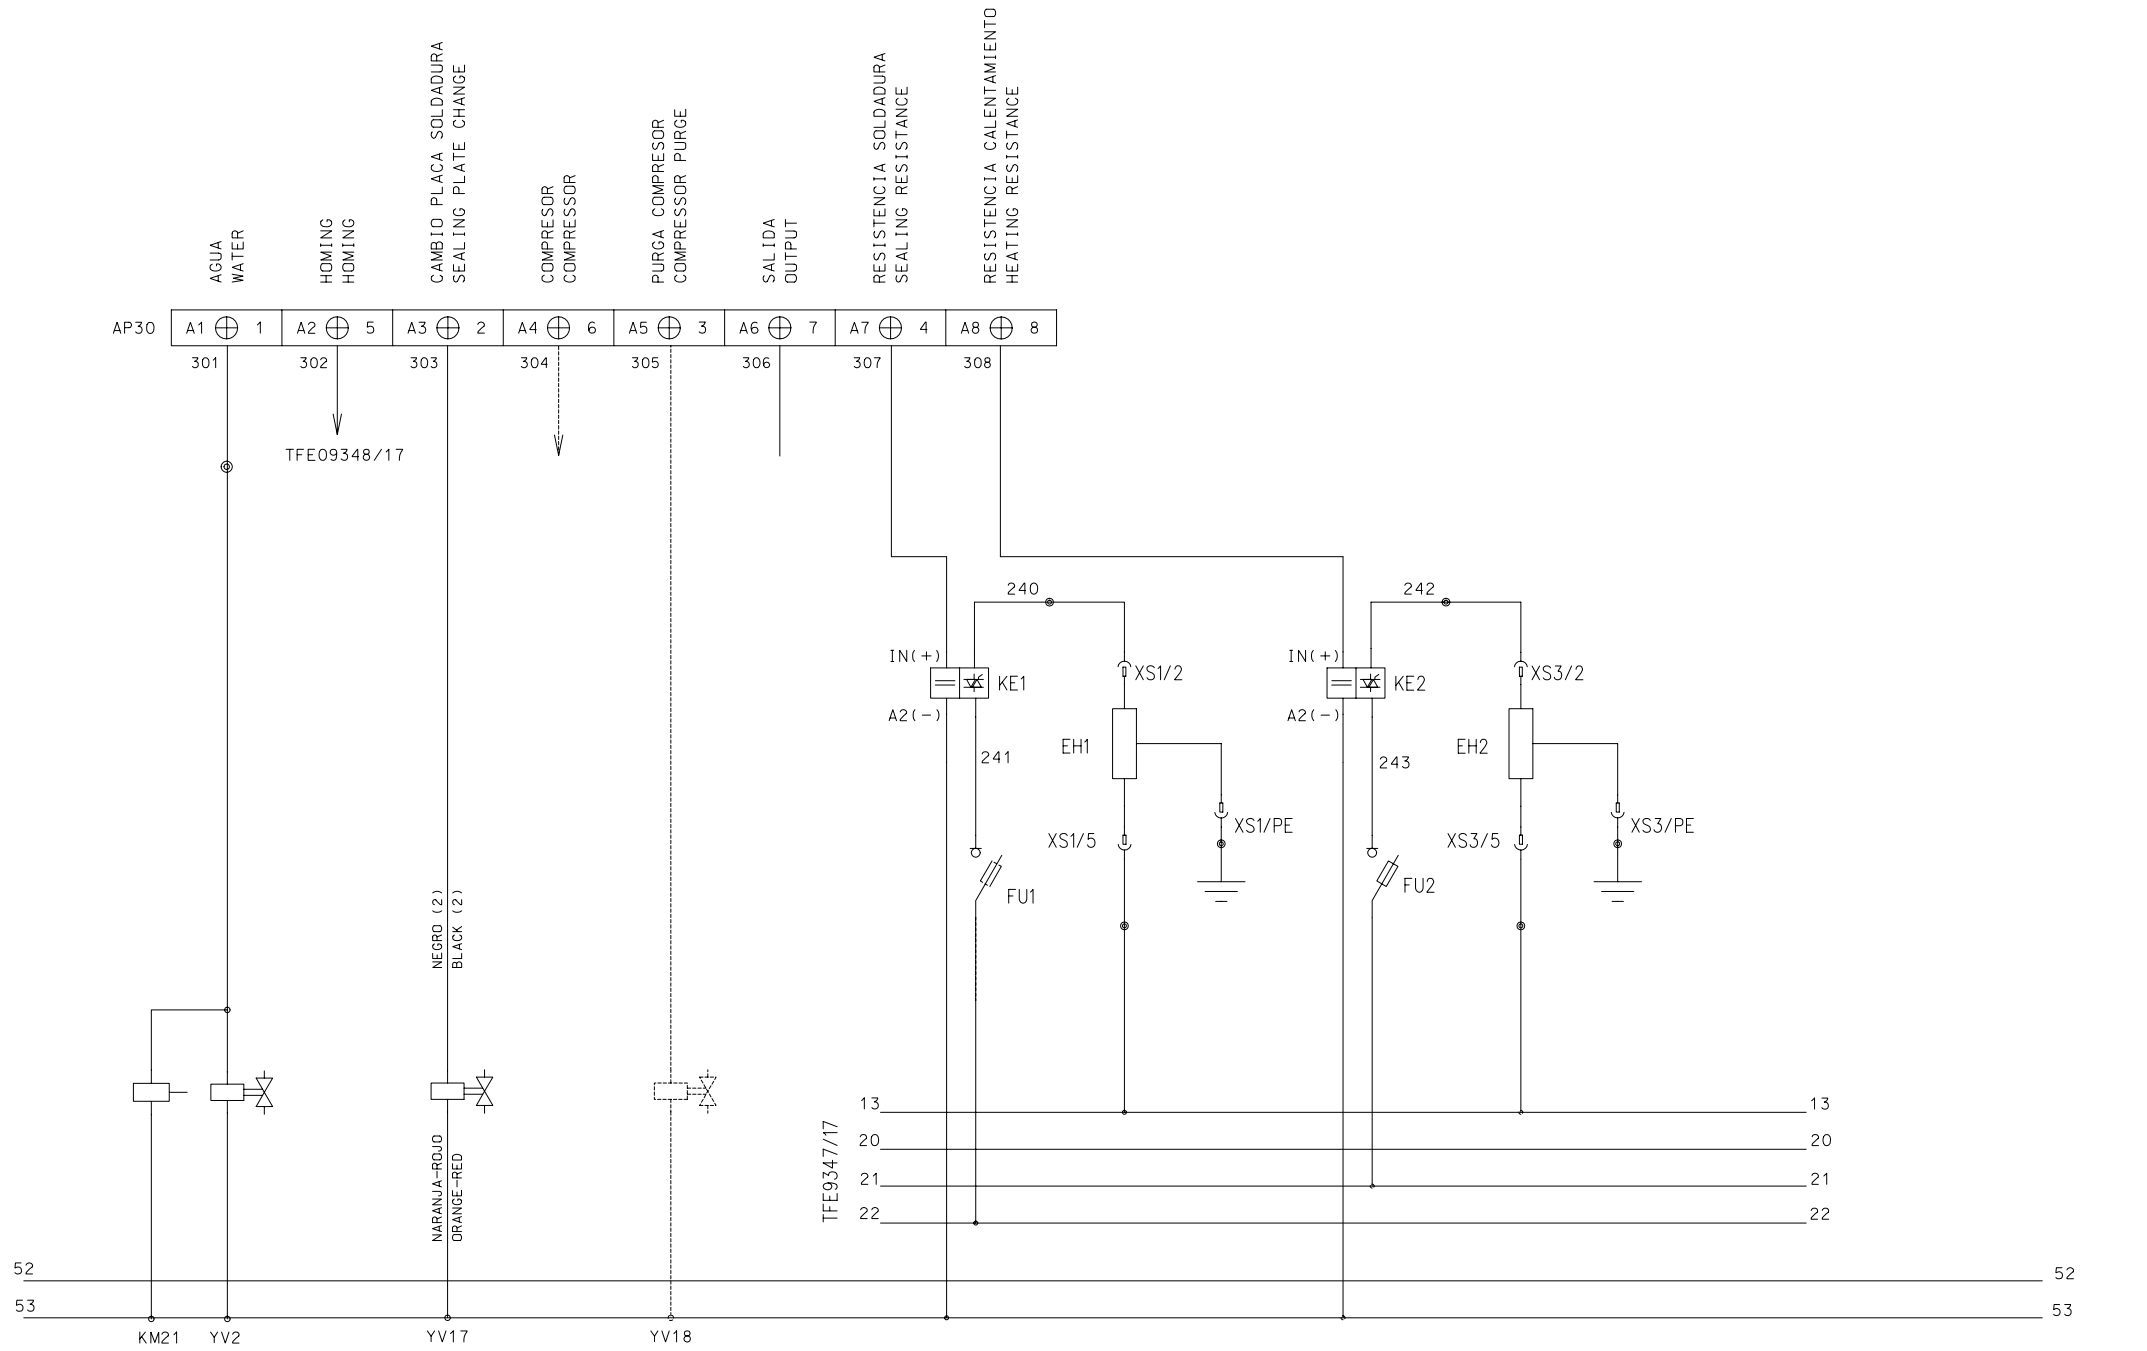 AGUA
WATER
HOMING
HOMING
CAMBIO PLACA SOLDADURA
SEALING PLATE CHANGE
COMPRESOR
COMPRESSOR
PURGA COMPRESOR
COMPRESSOR PURGE
SALIDA
OUTPUT
RESISTENCIA SOLDADURA
SEALING RESISTANCE
RESISTENCIA CALENTAMIENTO
HEATING RESISTANCE
AP30 A1 1 A2 5 A3 2 A4 6 A5 3 A6 7 A7 4 A8 8
301 302 303 304 305 306 307 308
TFE09348/17
240 242
IN(+) IN(+)
XS1/2 XS3/2
KE1 KE2
A2(-) A2(-)
EH1 EH2
241 243
XS1/PE XS3/PE
XS1/5 XS3/5
FU1 FU2
NEGRO (2)
BLACK (2)
NARANJA-ROJO
ORANGE-RED
TFE9347/17
13 13
20 20
21 21
22 22
52 52
53 53
KM21 YV2 YV17 YV18